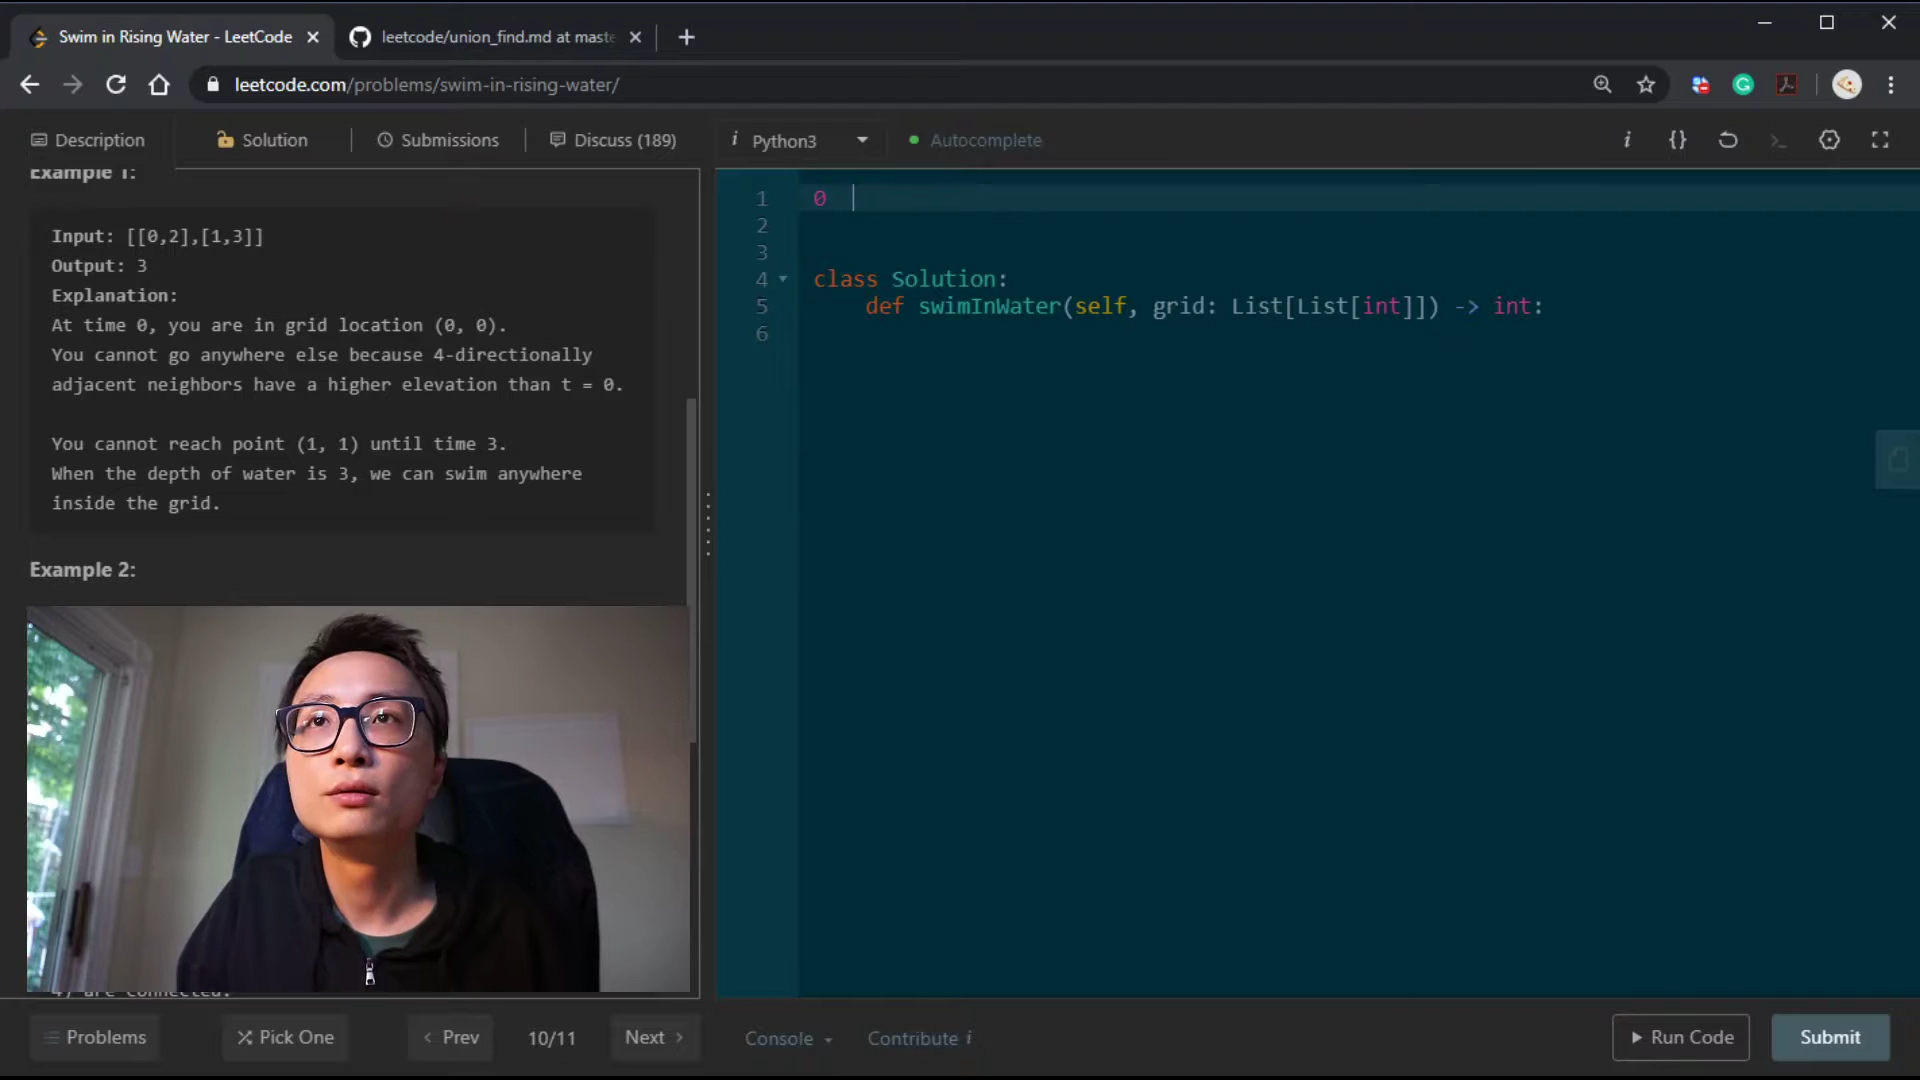 Swim in Rising Water - LeetCode
leetcode/union_find.md at maste
leetcode.com/problems/swim-in-rising-water/
Description
Solution
Submissions
Discuss (189)
i Python3
Autocomplete
i {}
Example 1:
Input: [[0,2],[1,3]]
Output: 3
Explanation:
At time 0, you are in grid location (0, 0).
You cannot go anywhere else because 4-directionally
adjacent neighbors have a higher elevation than t = 0.
You cannot reach point (1, 1) until time 3.
When the depth of water is 3, we can swim anywhere
inside the grid.
Example 2:
4) are connected.
1 0
2
3
4 class Solution:
5 def swimInWater(self, grid: List[List[int]]) -> int:
6
Problems
Pick One
< Prev
10/11
Next >
Console
Contribute i
Run Code
Submit